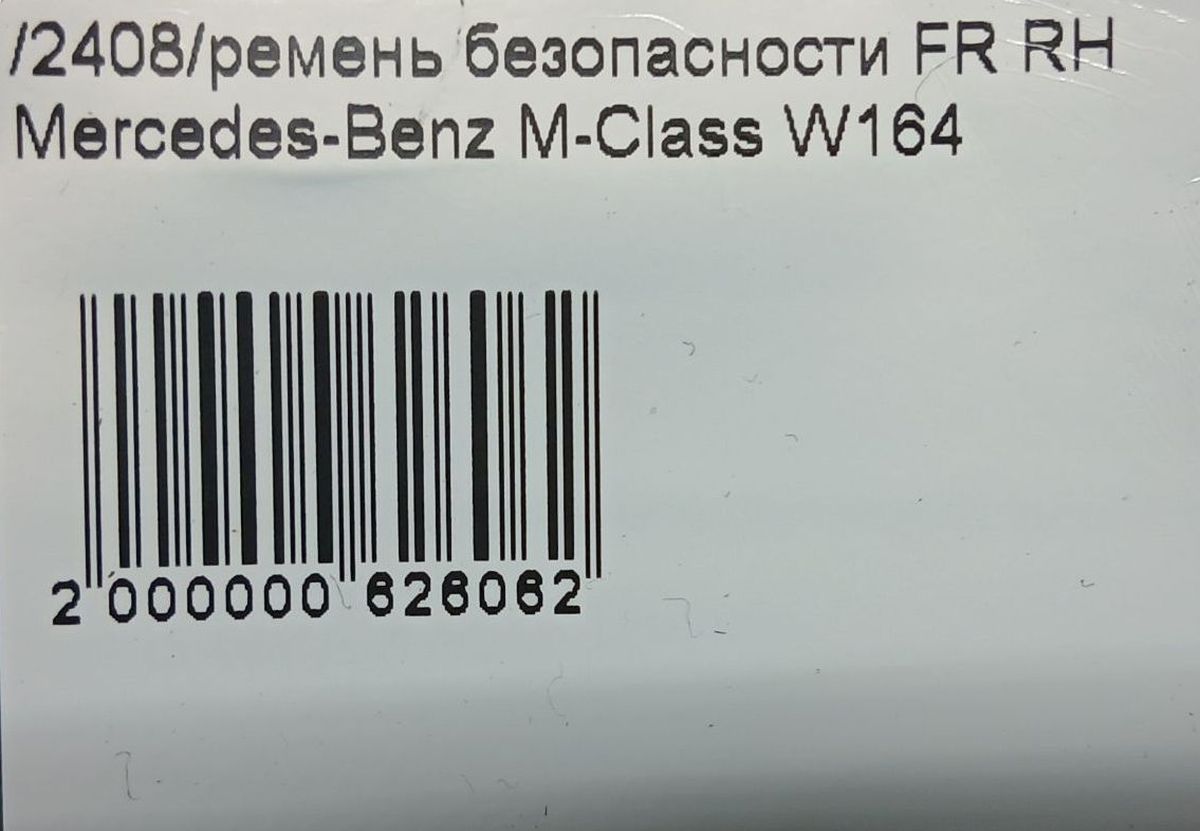 /2408/ремень безопасности FR RH
Mercedes-Benz M-Class W164
2 000000 626062